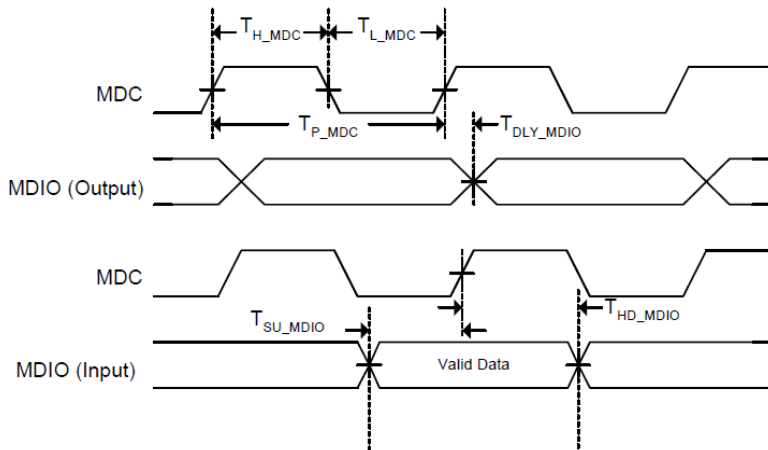 T_H_MDC T_L_MDC
MDC
T_P_MDC T_DLY_MDIO
MDIO (Output)
MDC
T_SU_MDIO T_HD_MDIO
MDIO (Input) Valid Data